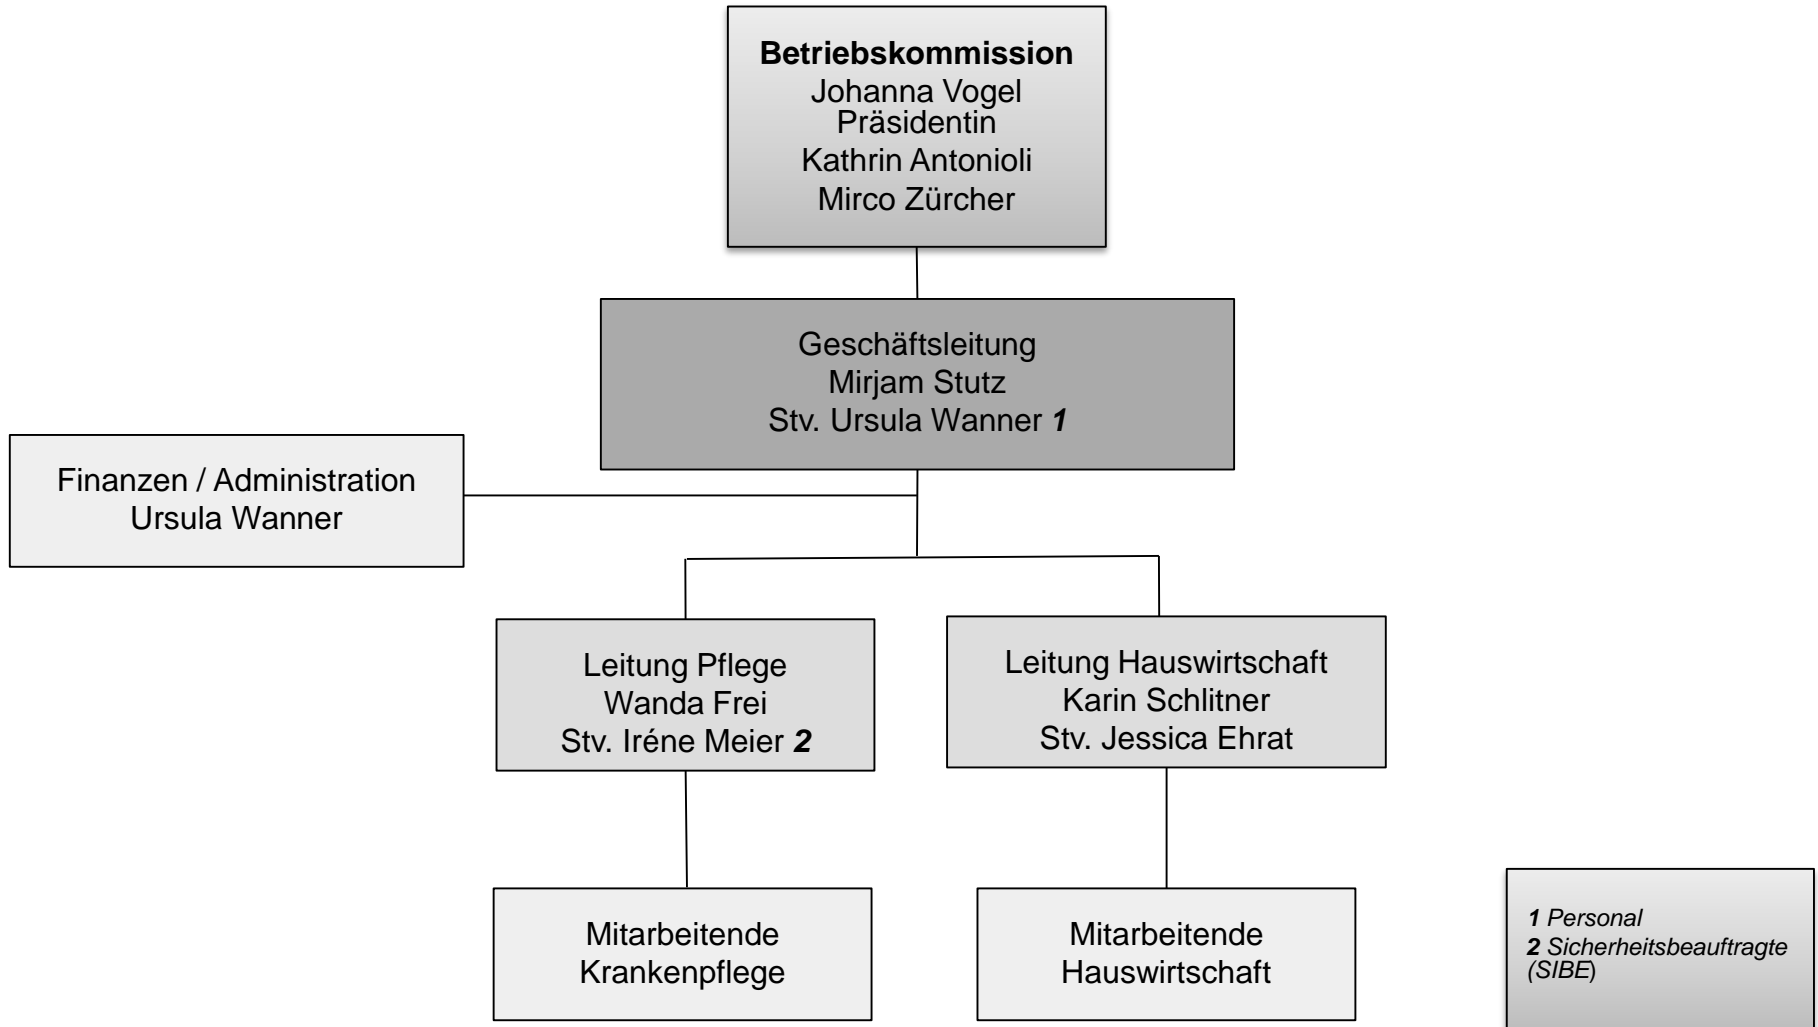 Betriebskommission
Johanna Vogel
Präsidentin
Kathrin Antonioli
Mirco Zürcher
Geschäftsleitung
Mirjam Stutz
Stv. Ursula Wanner 1
Finanzen / Administration
Ursula Wanner
Leitung Pflege
Wanda Frei
Stv. Iréne Meier 2
Leitung Hauswirtschaft
Karin Schlitner
Stv. Jessica Ehrat
Mitarbeitende
Krankenpflege
Mitarbeitende
Hauswirtschaft
1 Personal
2 Sicherheitsbeauftragte
(SIBE)